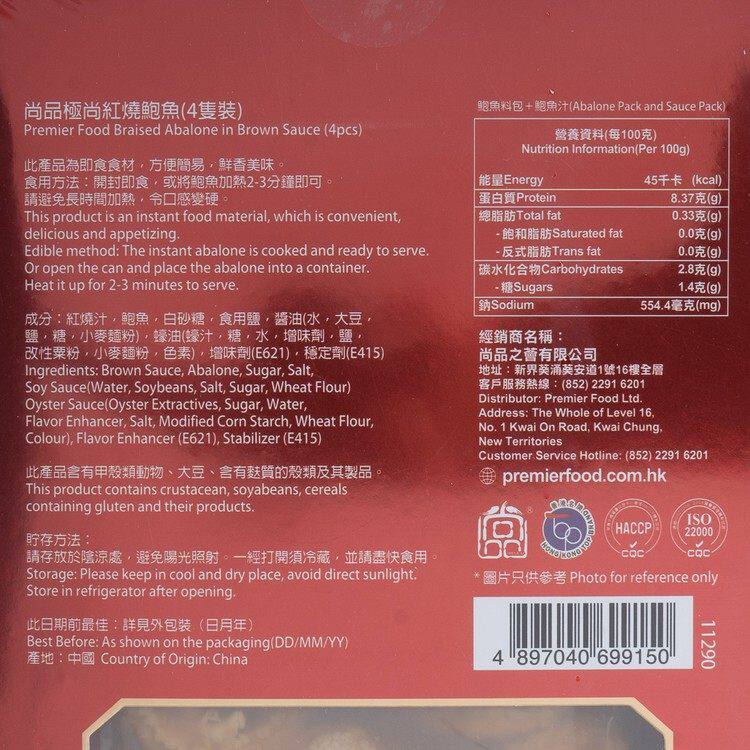 尚品極尚紅燒鮑魚(4隻裝)
Premier Food Braised Abalone in Brown Sauce (4pcs)
此產品為即食食材，方便簡易，鮮香美味。
食用方法：開封即食，或將鮑魚加熱2-3分鐘即可。
請避免長時間加熱，令口感變硬。
This product is an instant food material, which is convenient,
delicious and appetizing.
Edible method: The instant abalone is cooked and ready to serve.
Or open the can and place the abalone into a container.
Heat it up for 2-3 minutes to serve.
成分：紅燒汁，鮑魚，白砂糖，食用鹽，醬油(水，大豆，
鹽，糖，小麥麵粉)，蠔油(蠔汁，糖，水，增味劑，鹽，
改性粟粉，小麥麵粉，色素)，增味劑(E621)，穩定劑(E415)
Ingredients: Brown Sauce, Abalone, Sugar, Salt,
Soy Sauce(Water, Soybeans, Salt, Sugar, Wheat Flour)
Oyster Sauce(Oyster Extractives, Sugar, Water,
Flavor Enhancer, Salt, Modified Corn Starch, Wheat Flour,
Colour), Flavor Enhancer (E621), Stabilizer (E415)
此產品含有甲殼類動物、大豆、含有麩質的殼類及其製品。
This product contains crustacean, soyabeans, cereals
containing gluten and their products.
貯存方法：
請存放於陰涼處，避免陽光照射。一經打開須冷藏，並請盡快食用。
Storage: Please keep in cool and dry place, avoid direct sunlight.
Store in refrigerator after opening.
此日期前最佳：詳見外包裝（日月年）
Best Before: As shown on the packaging(DD/MM/YY)
產地：中國 Country of Origin: China
鮑魚料包＋鮑魚汁(Abalone Pack and Sauce Pack)
營養資料(每100克)
Nutrition Information(Per 100g)
能量Energy 45千卡 (kcal)
蛋白質Protein 8.37克(g)
總脂肪Total fat 0.33克(g)
-飽和脂肪Saturated fat 0.0克(g)
-反式脂肪Trans fat 0.0克(g)
碳水化合物Carbohydrates 2.8克(g)
-糖Sugars 1.4克(g)
鈉Sodium 554.4毫克(mg)
經銷商名稱：
尚品之薈有限公司
地址：新界葵涌葵安道1號16樓全層
客戶服務熱線：(852) 2291 6201
Distributor: Premier Food Ltd.
Address: The Whole of Level 16,
No. 1 Kwai On Road, Kwai Chung,
New Territories
Customer Service Hotline: (852) 2291 6201
premierfood.com.hk
HACCP
CQC
ISO
22000
CQC
*圖片只供參考 Photo for reference only
4 897040 699150
11290